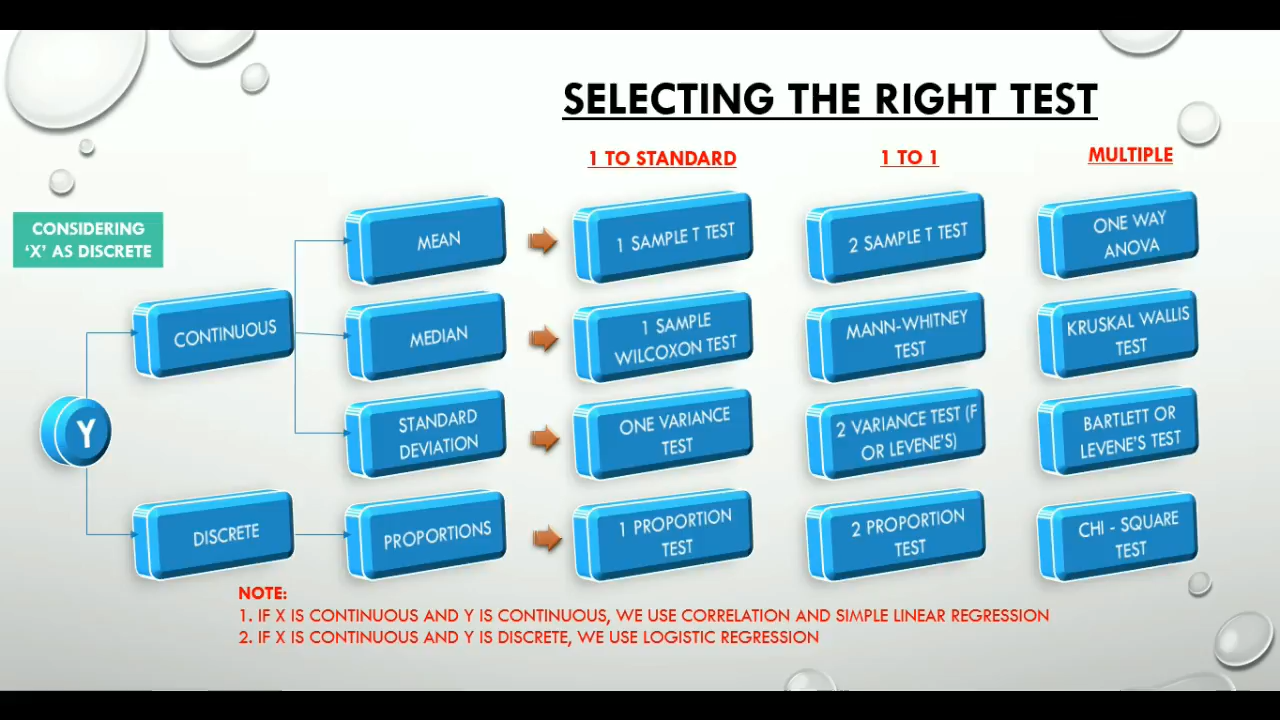 SELECTING THE RIGHT TEST
1 TO STANDARD
1 TO 1
MULTIPLE
CONSIDERING
‘X’ AS DISCRETE
MEAN
1 SAMPLE T TEST
2 SAMPLE T TEST
ONE WAY
ANOVA
CONTINUOUS
MEDIAN
1 SAMPLE
WILCOXON TEST
MANN-WHITNEY
TEST
KRUSKAL WALLIS
TEST
Y
STANDARD
DEVIATION
ONE VARIANCE
TEST
2 VARIANCE TEST (F
OR LEVENE'S)
BARTLETT OR
LEVENE'S TEST
DISCRETE
PROPORTIONS
1 PROPORTION
TEST
2 PROPORTION
TEST
CHI - SQUARE
TEST
NOTE:
1. IF X IS CONTINUOUS AND Y IS CONTINUOUS, WE USE CORRELATION AND SIMPLE LINEAR REGRESSION
2. IF X IS CONTINUOUS AND Y IS DISCRETE, WE USE LOGISTIC REGRESSION